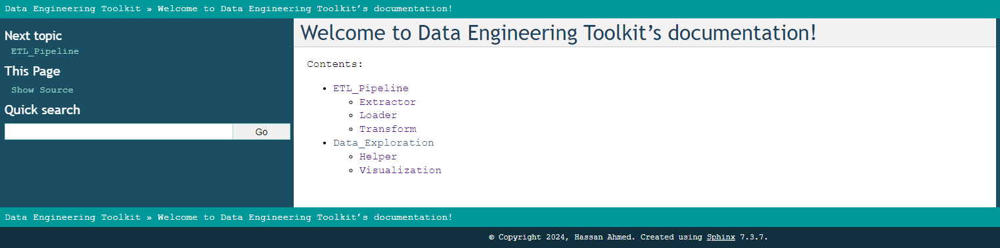 Data Engineering Toolkit » Welcome to Data Engineering Toolkit’s documentation!
Next topic
ETL_Pipeline
This Page
Show Source
Quick search
Go
Welcome to Data Engineering Toolkit’s documentation!
Contents:
• ETL_Pipeline
◦ Extractor
◦ Loader
◦ Transform
• Data_Exploration
◦ Helper
◦ Visualization
Data Engineering Toolkit » Welcome to Data Engineering Toolkit’s documentation!
© Copyright 2024, Hassan Ahmed. Created using Sphinx 7.3.7.